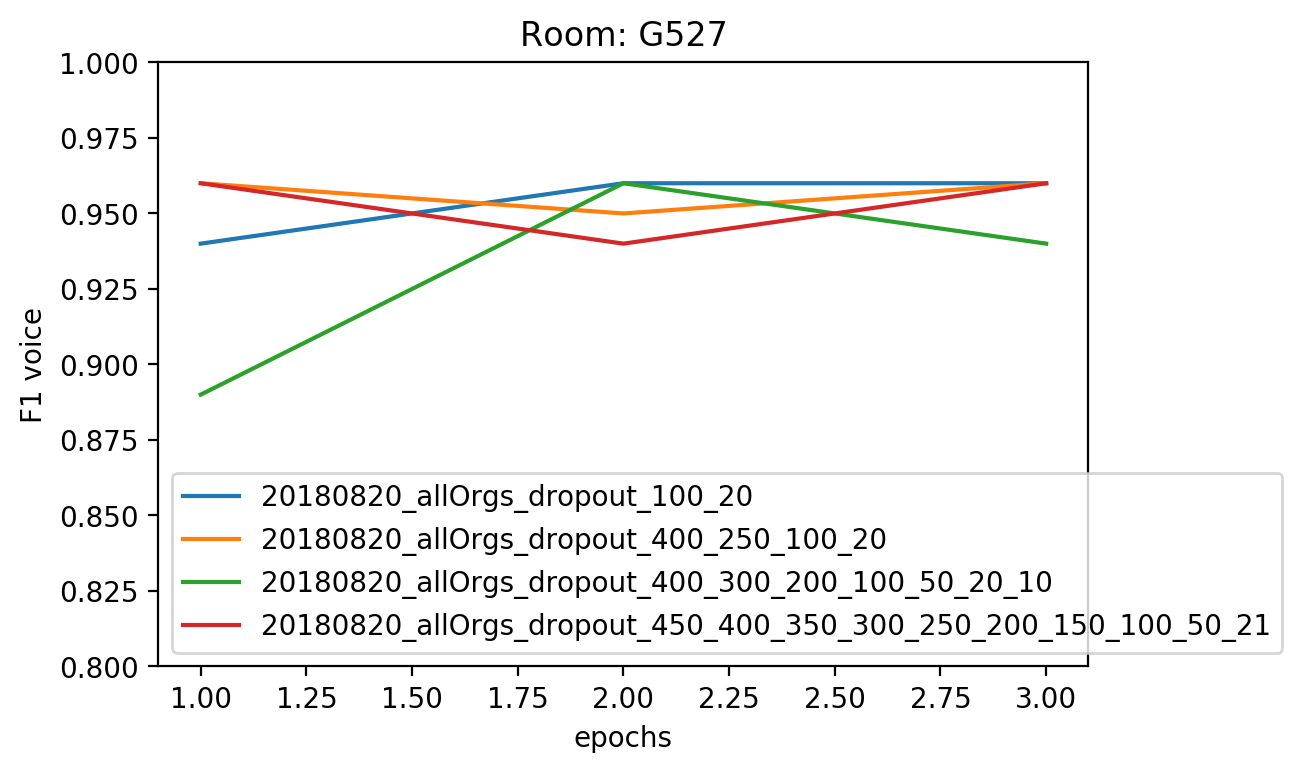 Room: G527
1.000
0.975
0.950
0.925
0.900
0.875
0.850
0.825
0.800
F1 voice
20180820_allOrgs_dropout_100_20
20180820_allOrgs_dropout_400_250_100_20
20180820_allOrgs_dropout_400_300_200_100_50_20_10
20180820_allOrgs_dropout_450_400_350_300_250_200_150_100_50_21
1.00 1.25 1.50 1.75 2.00 2.25 2.50 2.75 3.00
epochs